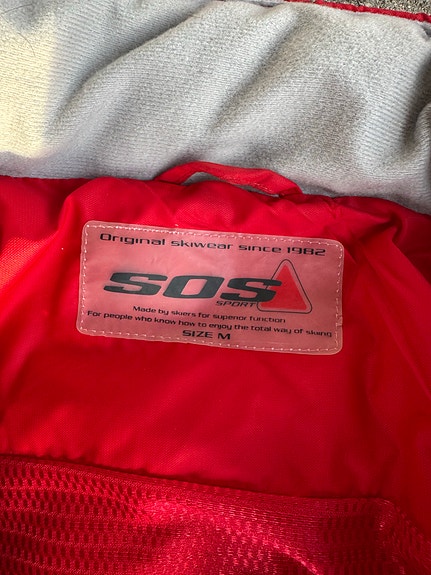 Original skiwear since 1982
SOS
SPORT
Made by skiers for superior function
For people who know how to enjoy the total way of skiing
SIZE M